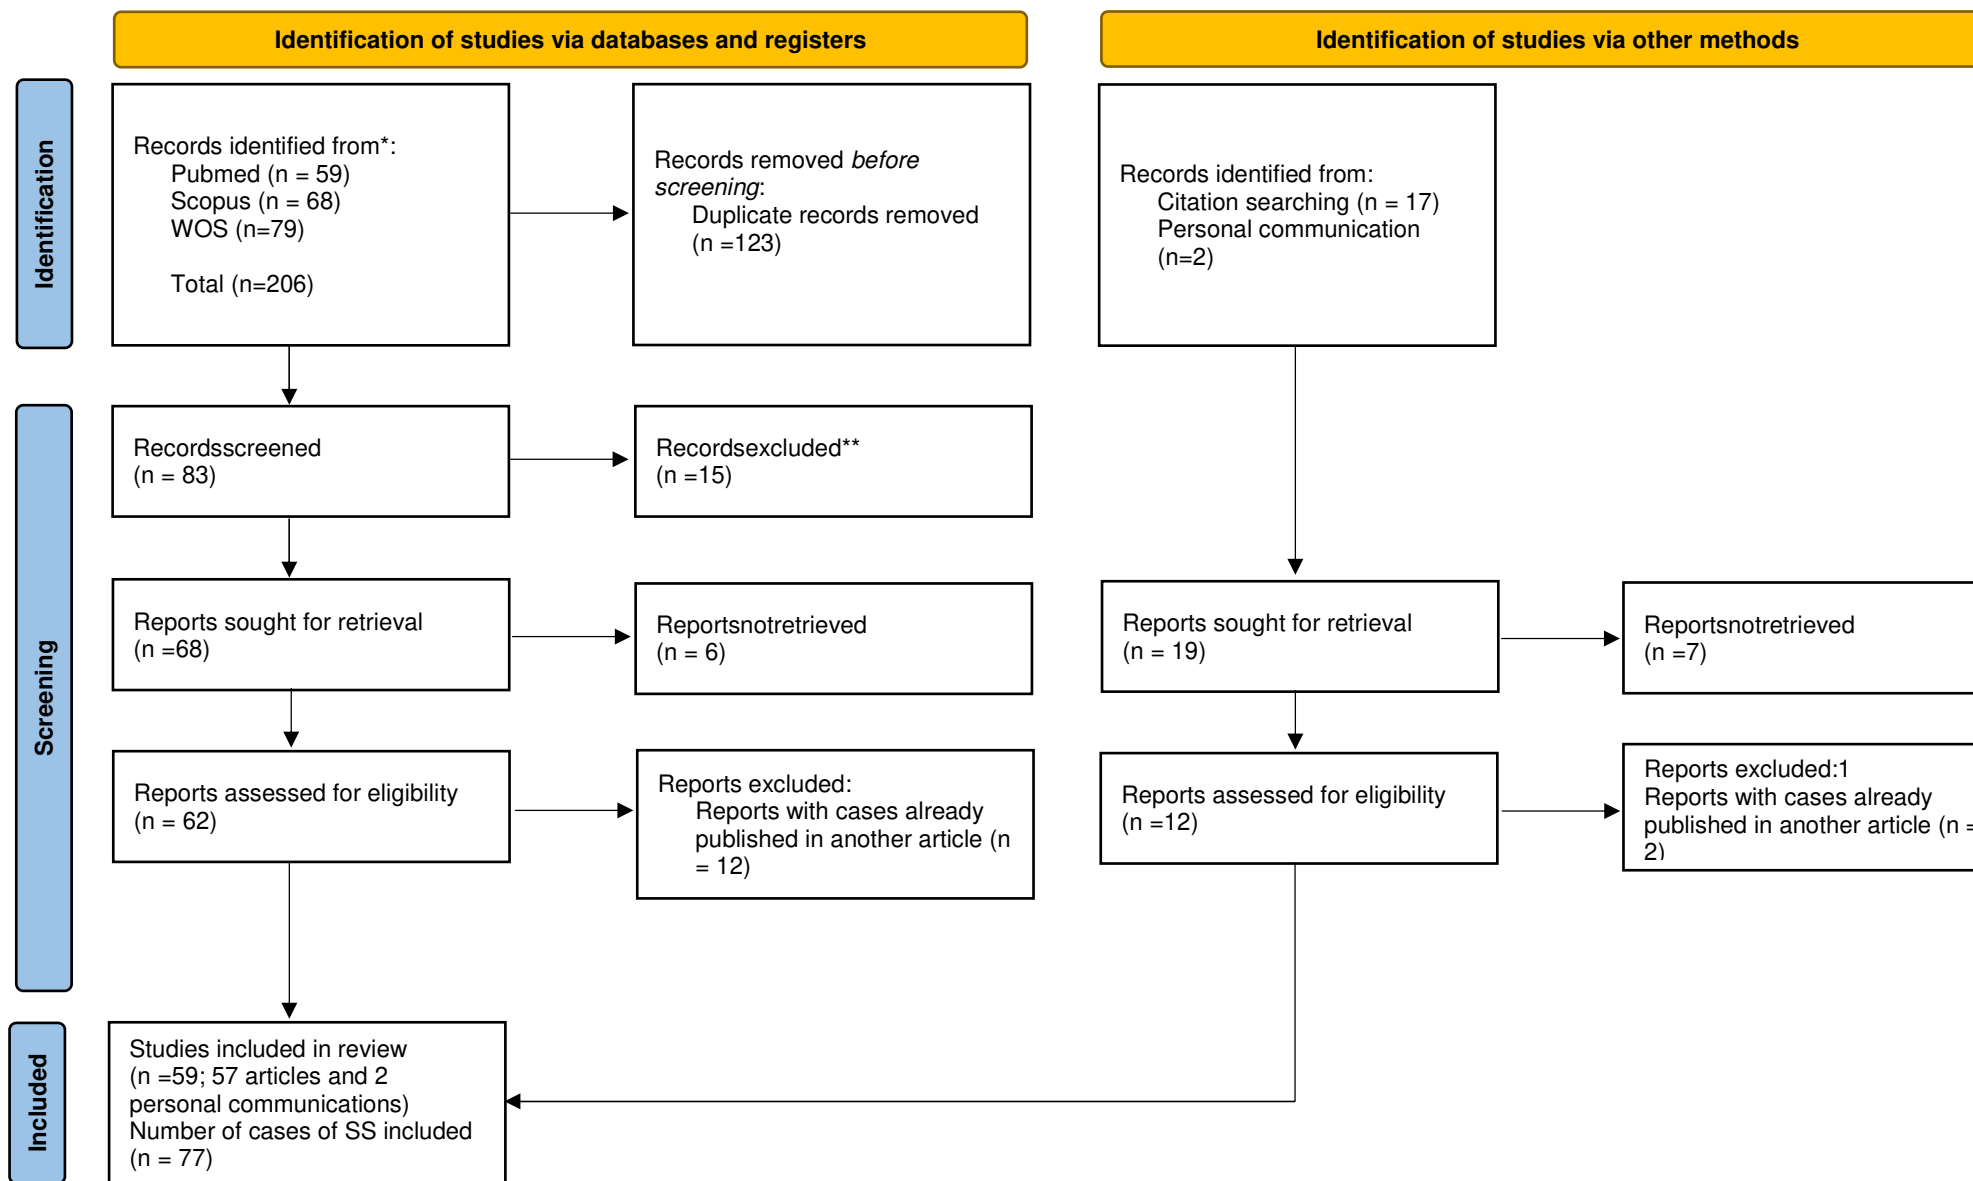 Identification of studies via databases and registers
Identification of studies via other methods
Identification
Records identified from*:
Pubmed (n = 59)
Scopus (n = 68)
WOS (n=79)
Total (n=206)
Records removed before
screening:
Duplicate records removed
(n =123)
Records identified from:
Citation searching (n = 17)
Personal communication
(n=2)
Screening
Recordsscreened
(n = 83)
Recordsexcluded**
(n =15)
Reports sought for retrieval
(n =68)
Reportsnotretrieved
(n = 6)
Reports sought for retrieval
(n = 19)
Reportsnotretrieved
(n =7)
Reports assessed for eligibility
(n = 62)
Reports excluded:
Reports with cases already
published in another article (n
= 12)
Reports assessed for eligibility
(n =12)
Reports excluded:1
Reports with cases already
published in another article (n =
2)
Included
Studies included in review
(n =59; 57 articles and 2
personal communications)
Number of cases of SS included
(n = 77)